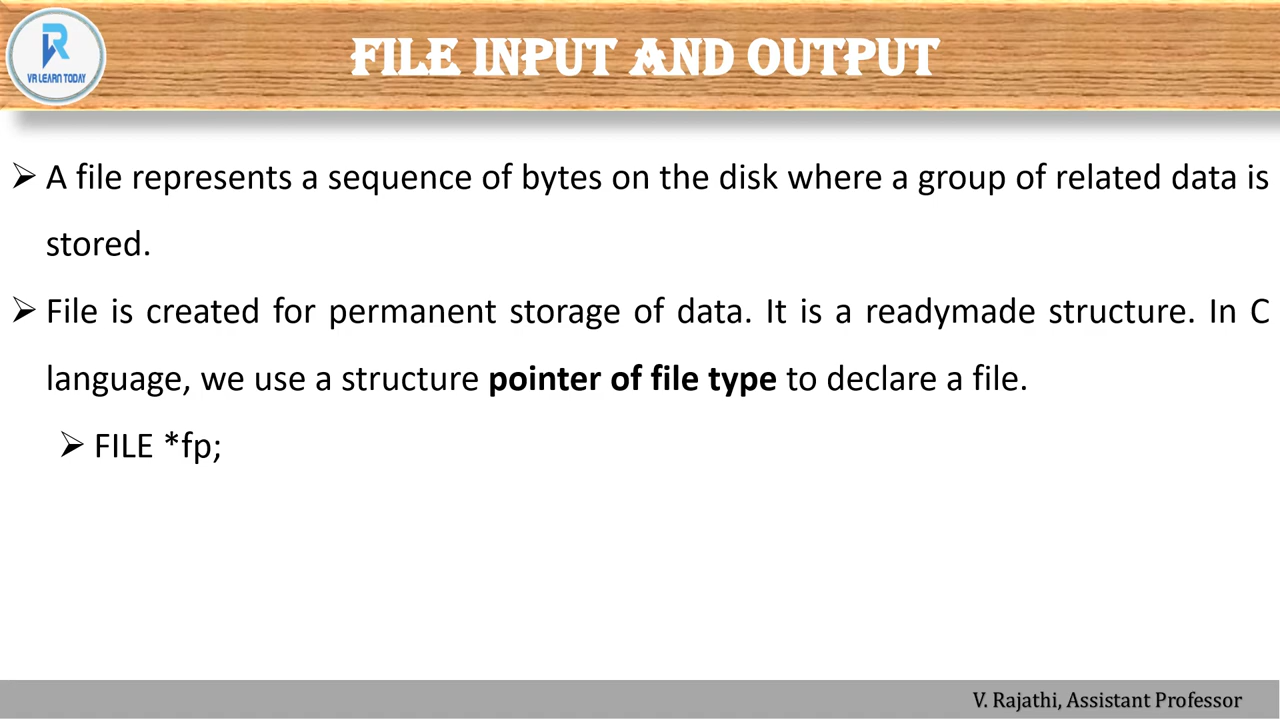 VR LEARN TODAY
FILE INPUT AND OUTPUT
➢ A file represents a sequence of bytes on the disk where a group of related data is
stored.
➢ File is created for permanent storage of data. It is a readymade structure. In C
language, we use a structure pointer of file type to declare a file.
➢ FILE *fp;
V. Rajathi, Assistant Professor